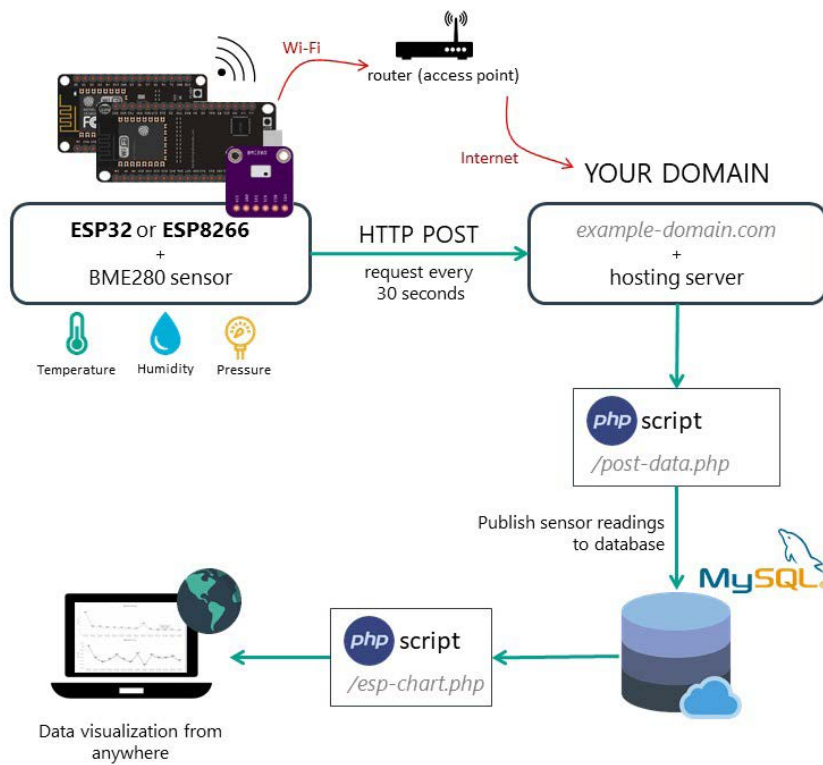 Wi-Fi
router (access point)
Internet
YOUR DOMAIN
BME280
ESP32 or ESP8266
+
BME280 sensor
HTTP POST
request every
30 seconds
example-domain.com
+
hosting server
Temperature
Humidity
Pressure
php script
/post-data.php
Publish sensor readings
to database
MySQL
php script
/esp-chart.php
Data visualization from
anywhere